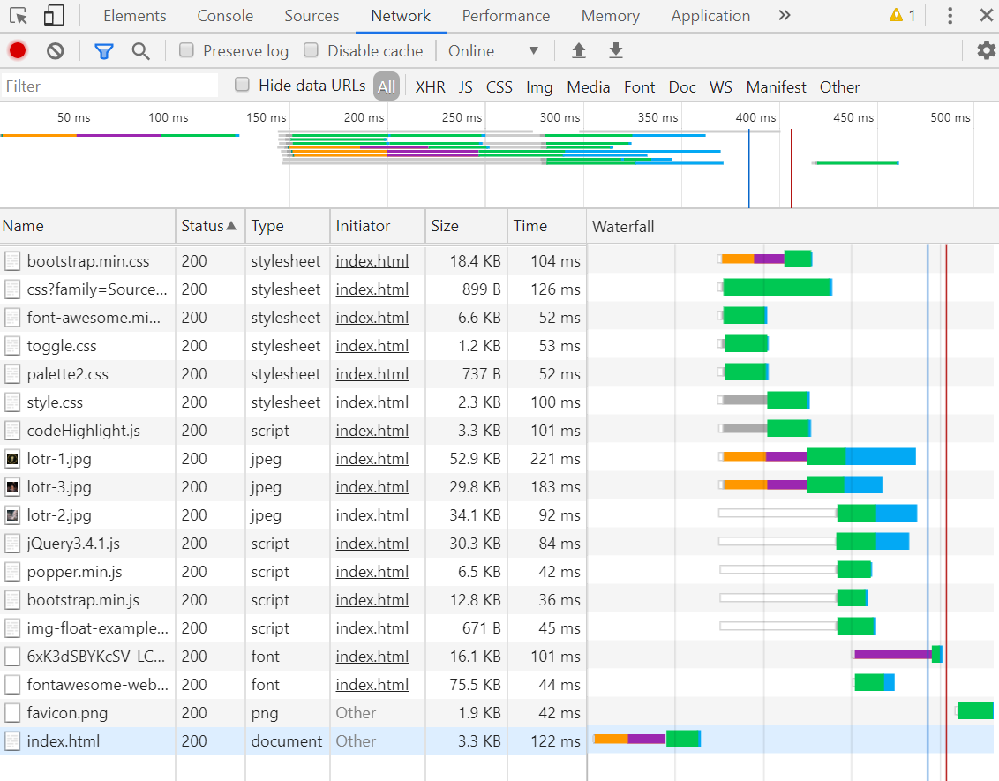 Elements Console Sources Network Performance Memory Application » 1
Preserve log Disable cache Online
Filter Hide data URLs All XHR JS CSS Img Media Font Doc WS Manifest Other
50 ms 100 ms 150 ms 200 ms 250 ms 300 ms 350 ms 400 ms 450 ms 500 ms
Name Status Type Initiator Size Time Waterfall
bootstrap.min.css 200 stylesheet index.html 18.4 KB 104 ms
css?family=Source... 200 stylesheet index.html 899 B 126 ms
font-awesome.mi... 200 stylesheet index.html 6.6 KB 52 ms
toggle.css 200 stylesheet index.html 1.2 KB 53 ms
palette2.css 200 stylesheet index.html 737 B 52 ms
style.css 200 stylesheet index.html 2.3 KB 100 ms
codeHighlight.js 200 script index.html 3.3 KB 101 ms
lotr-1.jpg 200 jpeg index.html 52.9 KB 221 ms
lotr-3.jpg 200 jpeg index.html 29.8 KB 183 ms
lotr-2.jpg 200 jpeg index.html 34.1 KB 92 ms
jQuery3.4.1.js 200 script index.html 30.3 KB 84 ms
popper.min.js 200 script index.html 6.5 KB 42 ms
bootstrap.min.js 200 script index.html 12.8 KB 36 ms
img-float-example... 200 script index.html 671 B 45 ms
6xK3dSBYKcSV-LC... 200 font index.html 16.1 KB 101 ms
fontawesome-web... 200 font index.html 75.5 KB 44 ms
favicon.png 200 png Other 1.9 KB 42 ms
index.html 200 document Other 3.3 KB 122 ms